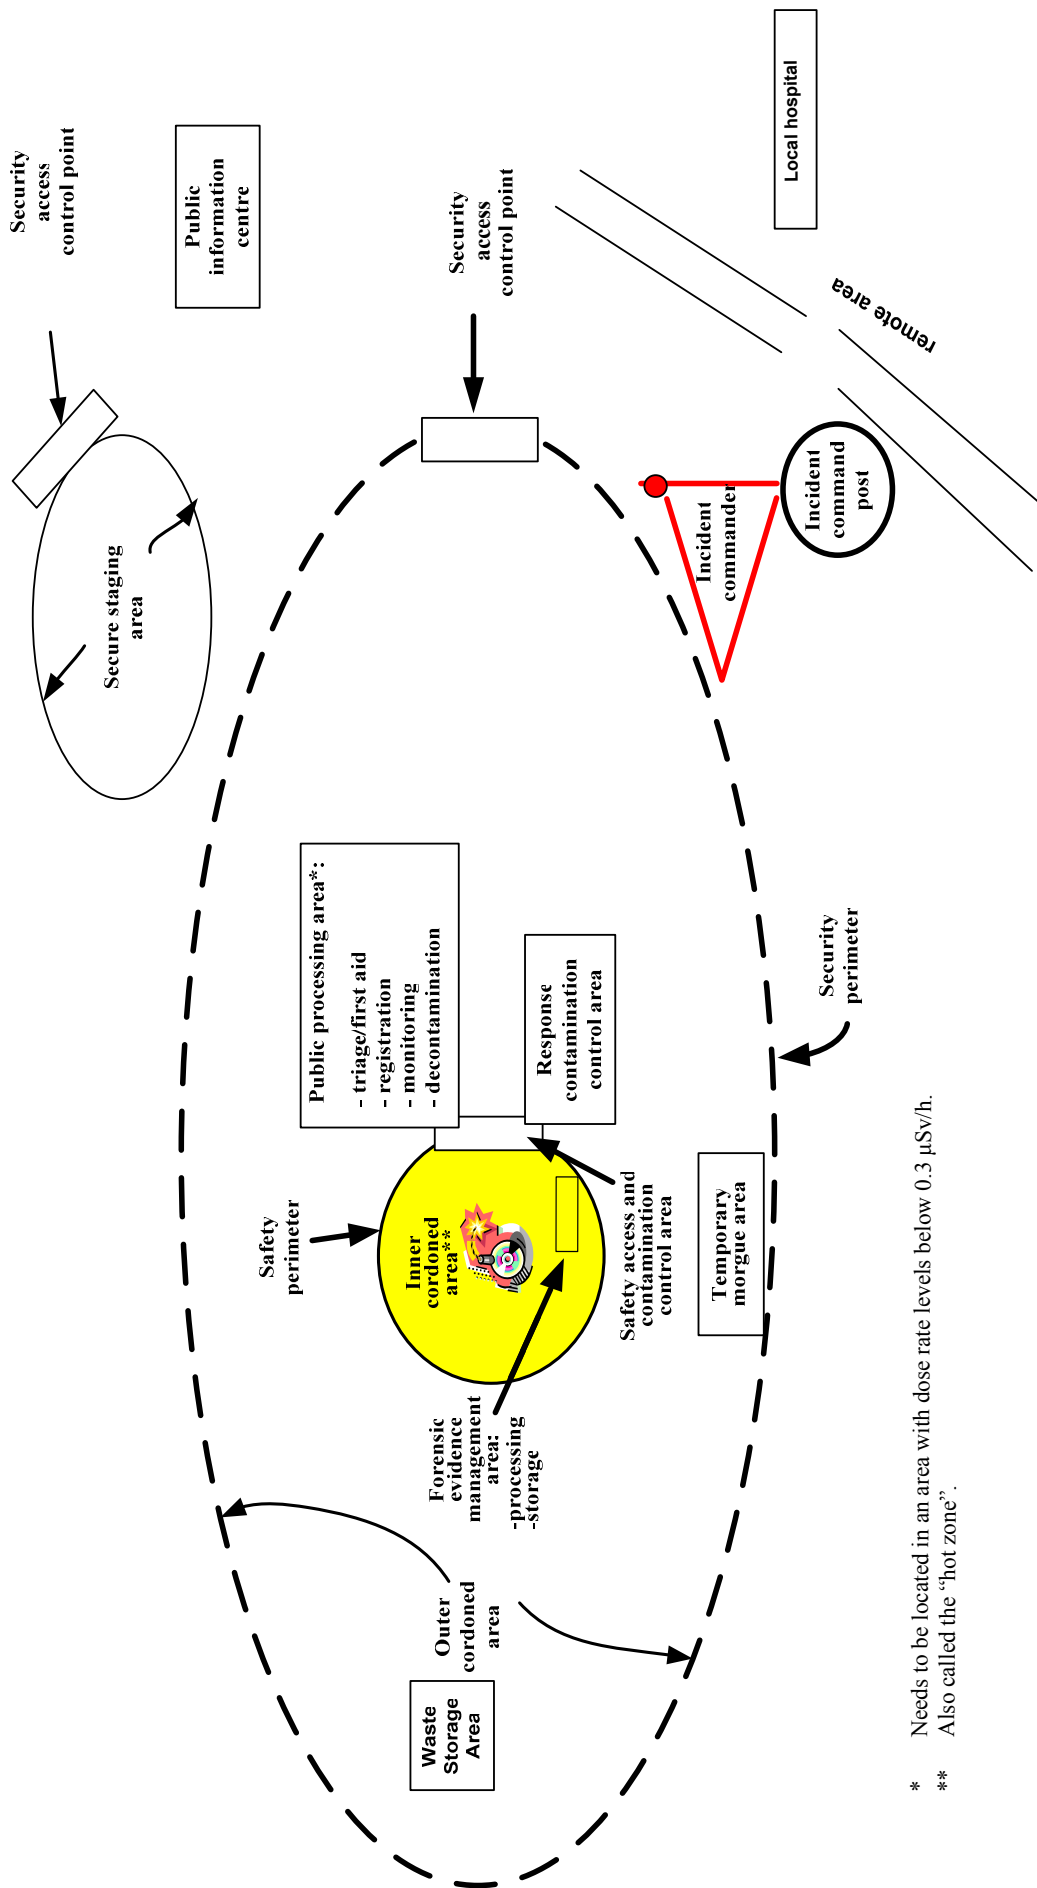 Security
access
control point
Public
information
centre
Security
access
control point
Local hospital
remote area
Secure staging
area
Incident
commander
Incident
command
post
Public processing area*:
- triage/first aid
- registration
- monitoring
- decontamination
Response
contamination
control area
Security
perimeter
Safety
perimeter
Inner
cordoned
area**
Safety access and
contamination
control area
Temporary
morgue area
Forensic
evidence
management
area:
-processing
-storage
Outer
cordoned
area
Waste
Storage
Area
* Needs to be located in an area with dose rate levels below 0.3 μSv/h.
** Also called the “hot zone”.